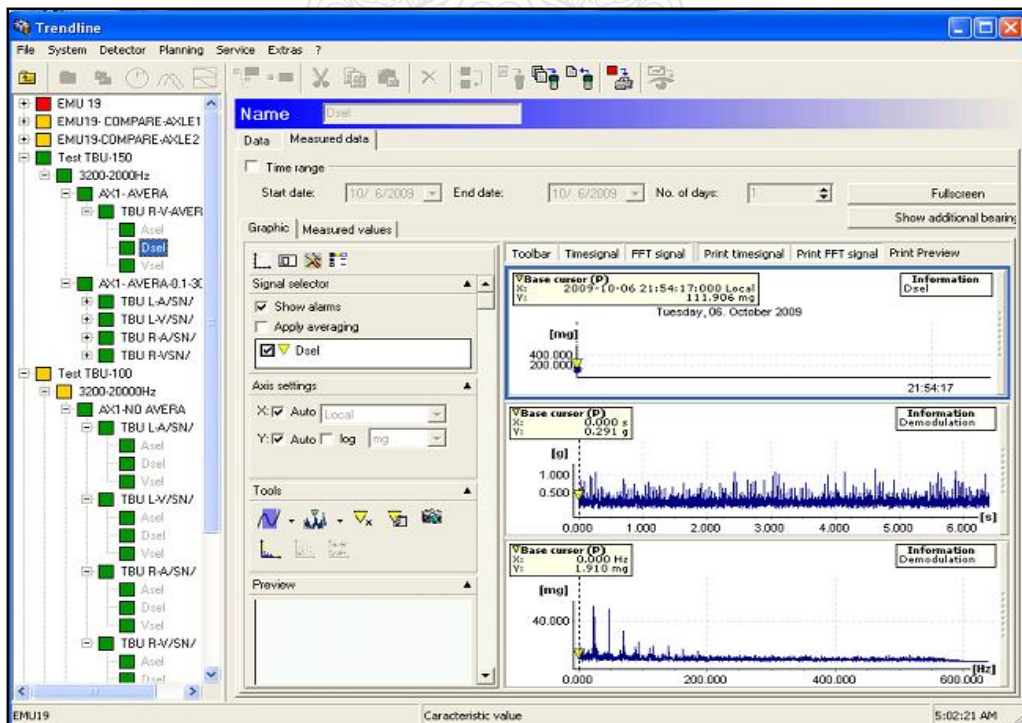 Trendline
File System Detector Planning Service Extras ?
EMU 19
EMU19- COMPARE-AXLE1
EMU19-COMPARE-AXLE2
Test TBU-150
3200-2000Hz
AX1- AVERA
TBU R-V-AVER
Asel
Dsel
Vsel
AX1- AVERA-0.1-3(
TBU L-A/SN/
TBU L-V/SN/
TBU R-A/SN/
TBU R-VSN/
Test TBU-100
3200-20000Hz
AX1-NO AVERA
TBU L-A/SN/
Asel
Dsel
Vsel
TBU L-V/SN/
Asel
Dsel
Vsel
TBU R-A/SN/
Asel
Dsel
Vsel
TBU R-V/SN/
Asel
Dsel
Name Dsel
Data Measured data
Time range
Start date: 10/ 6/2009 End date: 10/ 6/2009 No. of days: 1 Fullscreen
Show additional bearing
Graphic Measured values
Signal selector
Show alarms
Apply averaging
Dsel
Axis settings
X: Auto Local
Y: Auto log mg
Tools
Preview
Toolbar Timesignal FFT signal Print timesignal Print FFT signal Print Preview
Base cursor (P)
X: 2009-10-06 21:54:17:000 Local
Y: 111.906 mg
Information
Dsel
Tuesday, 06. October 2009
[mg]
400.000
200.000
21:54:17
Base cursor (P)
X: 0.000 s
Y: 0.291 g
Information
Demodulation
[g]
1.000
0.500
0.000 1.000 2.000 3.000 4.000 5.000 6.000 [s]
Base cursor (P)
X: 0.000 Hz
Y: 1.910 mg
Information
Demodulation
[mg]
40.000
0.000 200.000 400.000 600.000 [Hz]
EMU19 Caracteristic value 5:02:21 AM